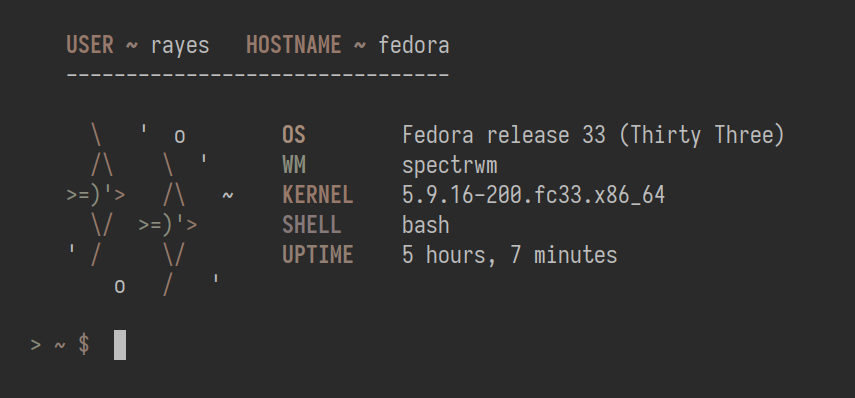 USER ~ rayes   HOSTNAME ~ fedora
--------------------------------
  \   ' o        OS      Fedora release 33 (Thirty Three)
  /\    \  '      WM      spectrwm
>=)'>   /\   ~    KERNEL  5.9.16-200.fc33.x86_64
  \/  >=)'>       SHELL   bash
' /     \/        UPTIME  5 hours, 7 minutes
    o   /   '
> ~ $